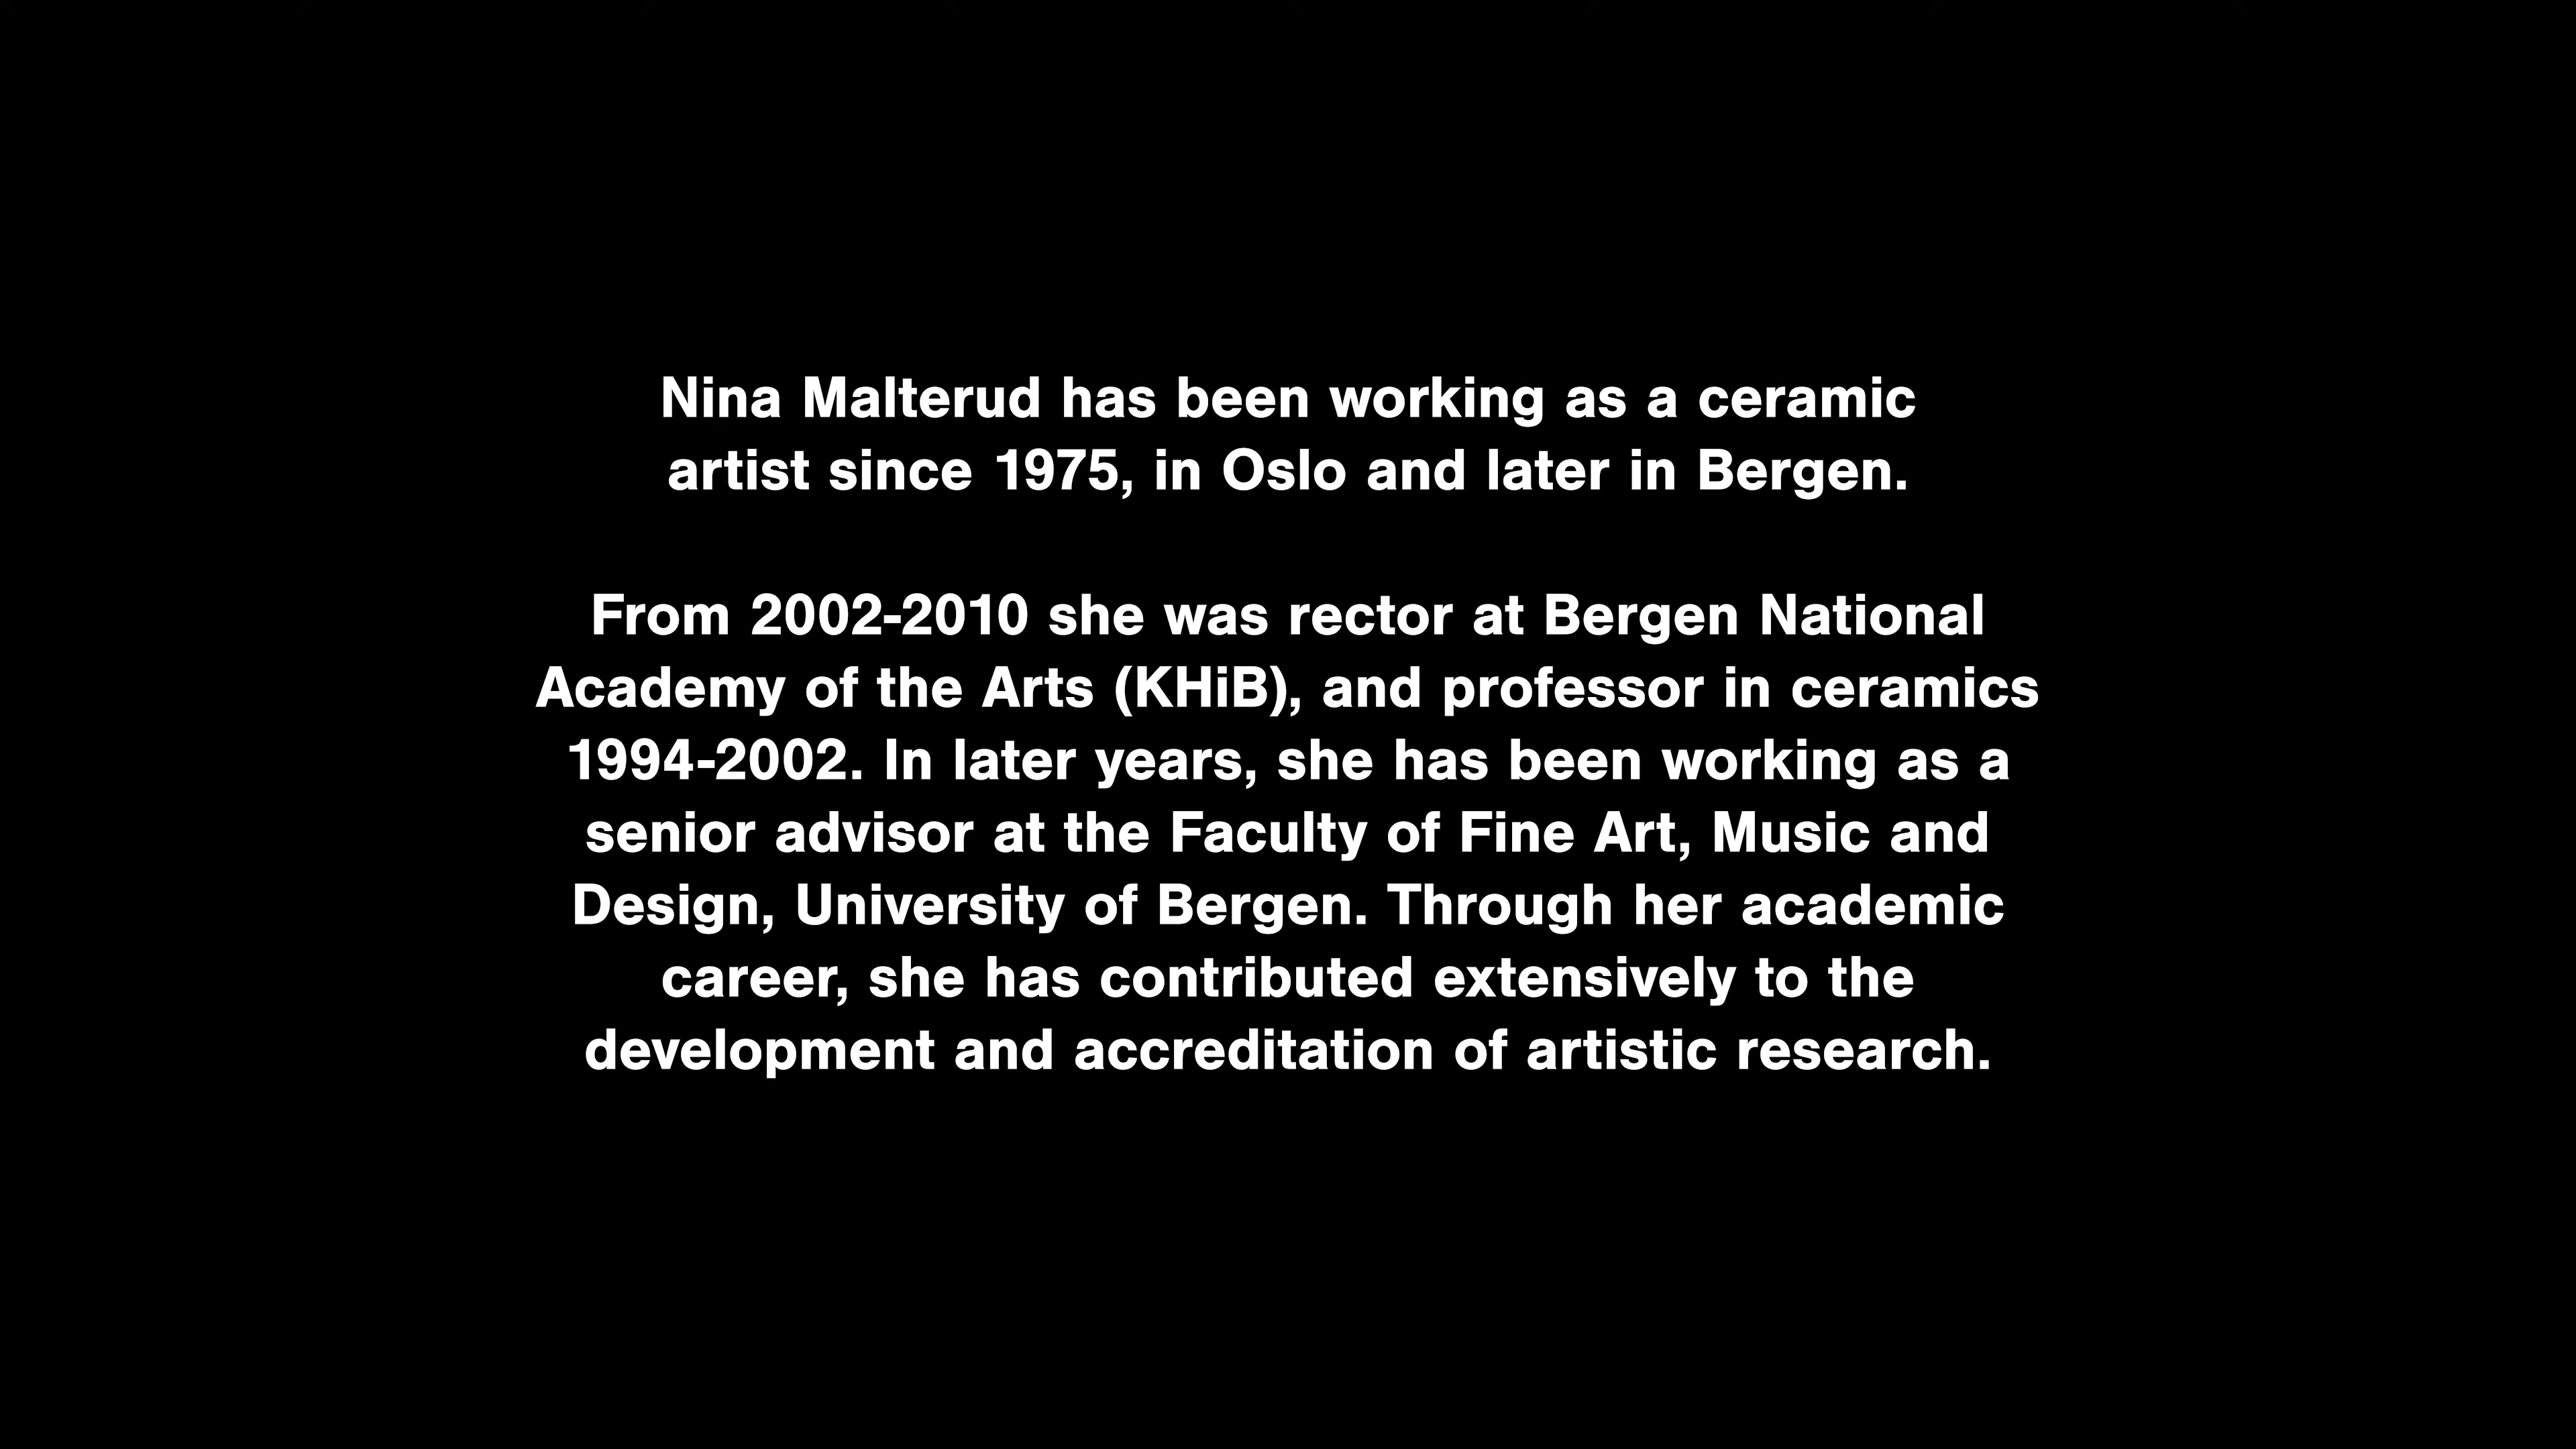 Nina Malterud has been working as a ceramic
artist since 1975, in Oslo and later in Bergen.
From 2002-2010 she was rector at Bergen National
Academy of the Arts (KHiB), and professor in ceramics
1994-2002. In later years, she has been working as a
senior advisor at the Faculty of Fine Art, Music and
Design, University of Bergen. Through her academic
career, she has contributed extensively to the
development and accreditation of artistic research.